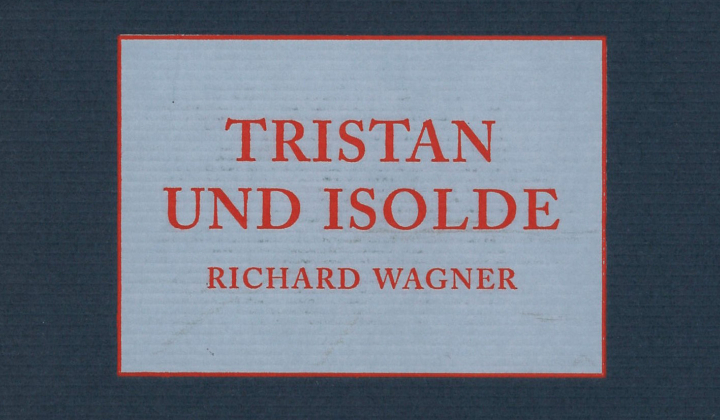 TRISTAN
UND ISOLDE
RICHARD WAGNER